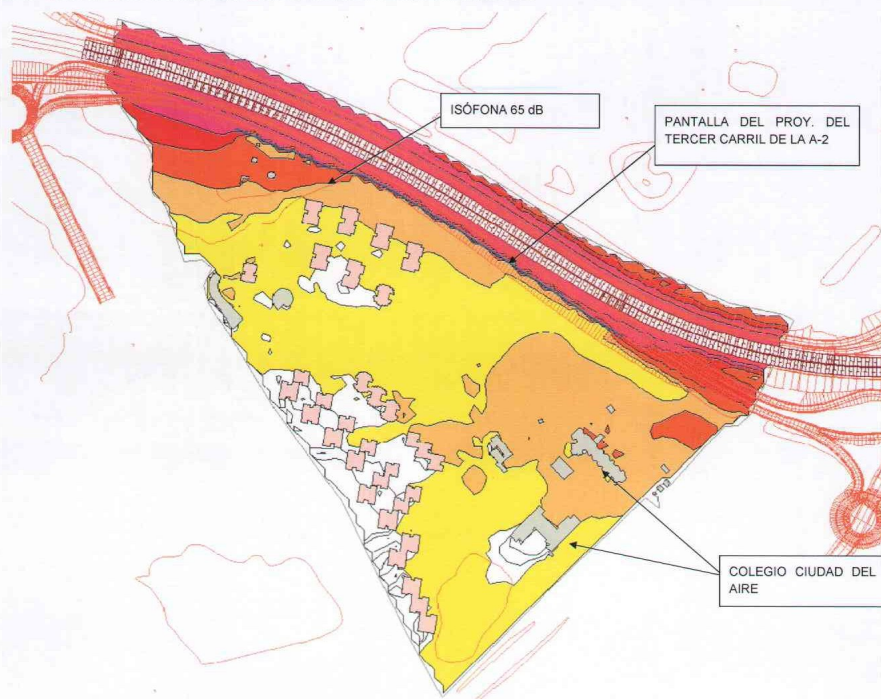 ISÓFONA 65 dB
PANTALLA DEL PROY. DEL
TERCER CARRIL DE LA A-2
COLEGIO CIUDAD DEL
AIRE